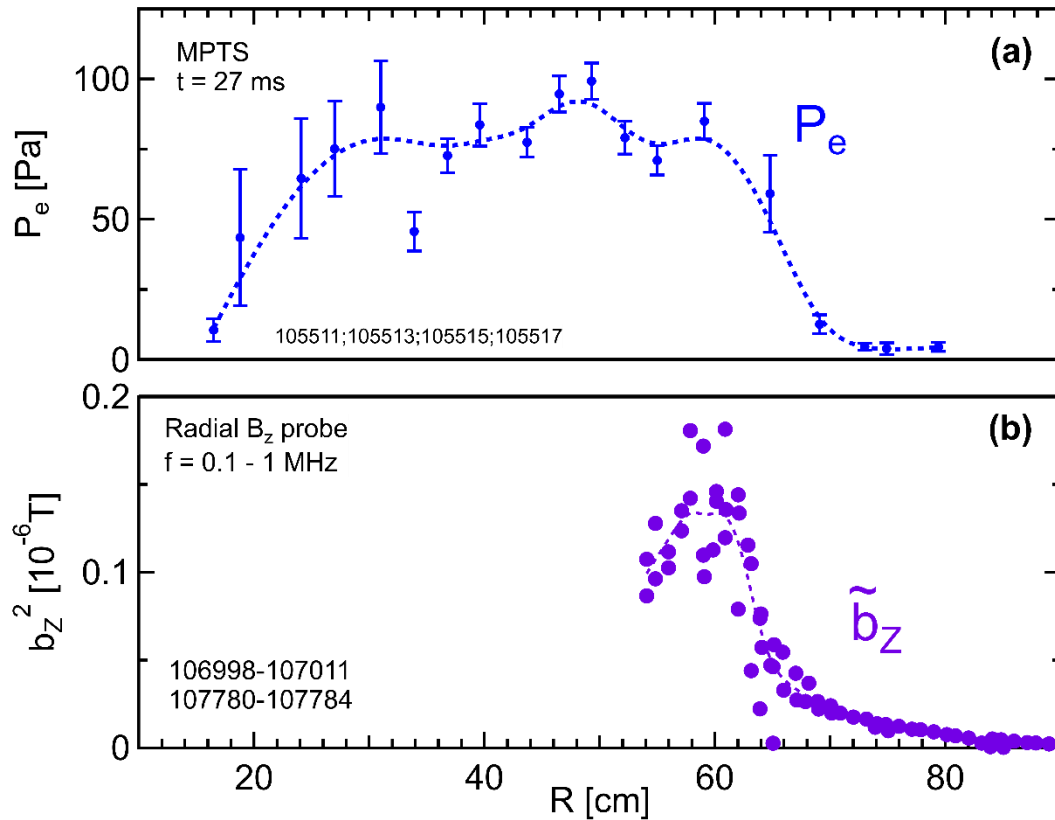 (a)
MPTS
t = 27 ms
100
50
0
P_e [Pa]
P_e
105511;105513;105515;105517
(b)
0.2
0.1
0
Radial B_z probe
f = 0.1 - 1 MHz
b_z^2 [10^-6T]
b̃_z
106998-107011
107780-107784
20 40 60 80
R [cm]